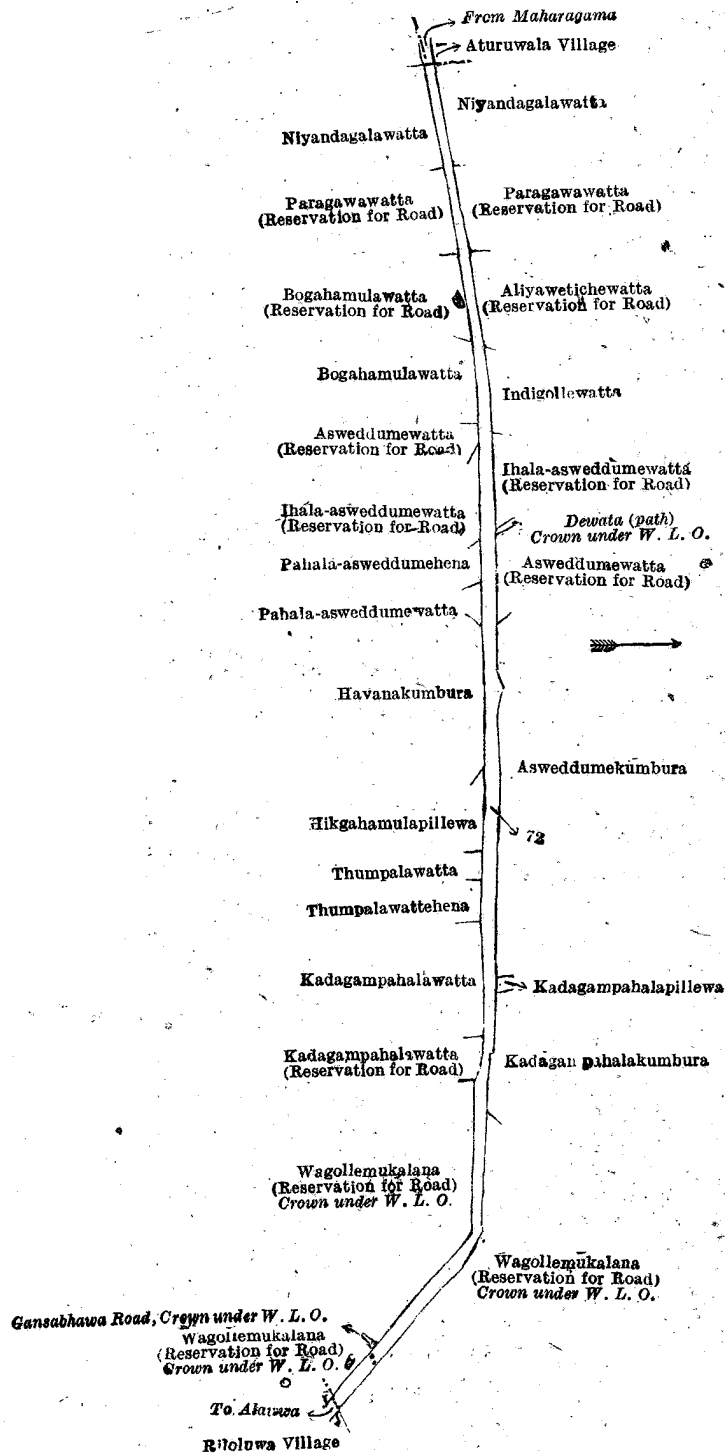 From Maharagama
Aturuwala Village
Niyandagalawatta
Niyandagalawatta
Paragawawatta
(Reservation for Road)
Paragawawatta
(Reservation for Road)
Bogahamulawatta
(Reservation for Road)
Aliyawetichewatta
(Reservation for Road)
Bogahamulawatta
Indigollewatta
Asweddumewatta
(Reservation for Road)
Ihala-asweddumewatta
(Reservation for Road)
Ihala-asweddumewatta
(Reservation for Road)
Dewata (path)
Crown under W. L. O.
Pahala-asweddumehena
Asweddumewatta
(Reservation for Road)
Pahala-asweddumewatta
Havanakumbura
Asweddumekumbura
Hikgahamulapillewa
72
Thumpalawatta
Thumpalawattehena
Kadagampahalawatta
Kadagampahalapillewa
Kadagampahalawatta
(Reservation for Road)
Kadagan pahalakumbura
Wagollemukalana
(Reservation for Road)
Crown under W. L. O.
Wagollemukalana
(Reservation for Road)
Crown under W. L. O.
Gansabhawa Road, Crown under W. L. O.
Wagollemukalana
(Reservation for Road)
Crown under W. L. O.
To
Village